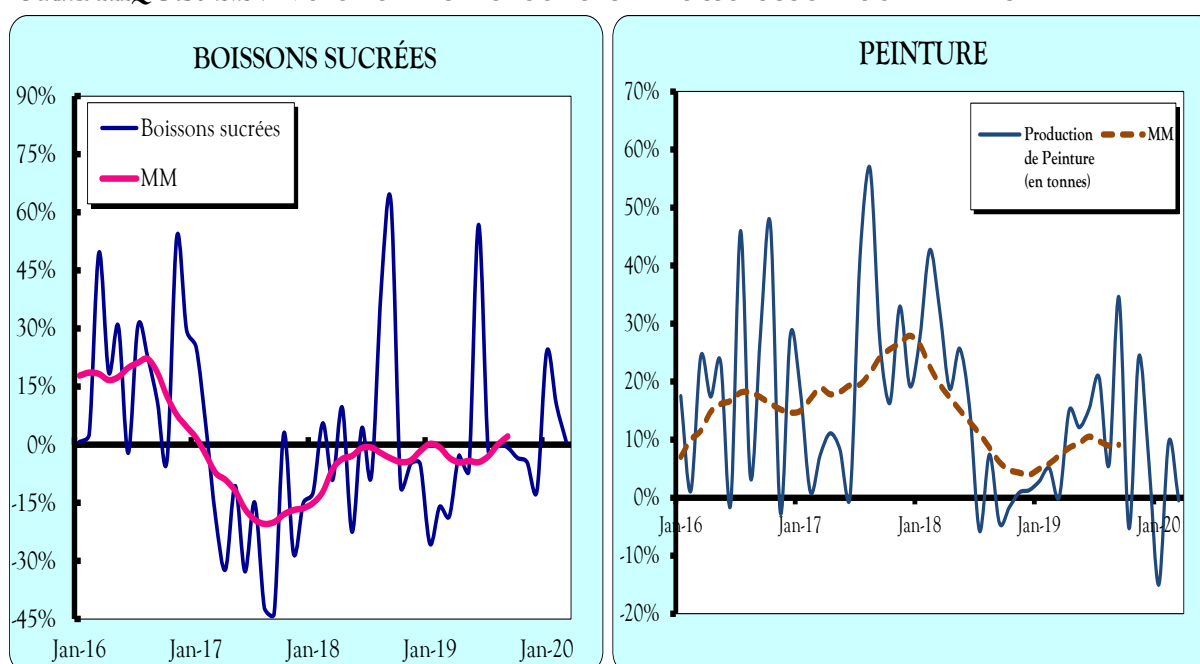 BOISSONS SUCRÉES
90%
75%
60%
45%
30%
15%
0%
-15%
-30%
-45%
Boissons sucrées
MM
Jan-16
Jan-17
Jan-18
Jan-19
Jan-20
PEINTURE
70%
60%
50%
40%
30%
20%
10%
0%
-10%
-20%
Production
de Peinture
(en tonnes)
MM
Jan-16
Jan-17
Jan-18
Jan-19
Jan-20